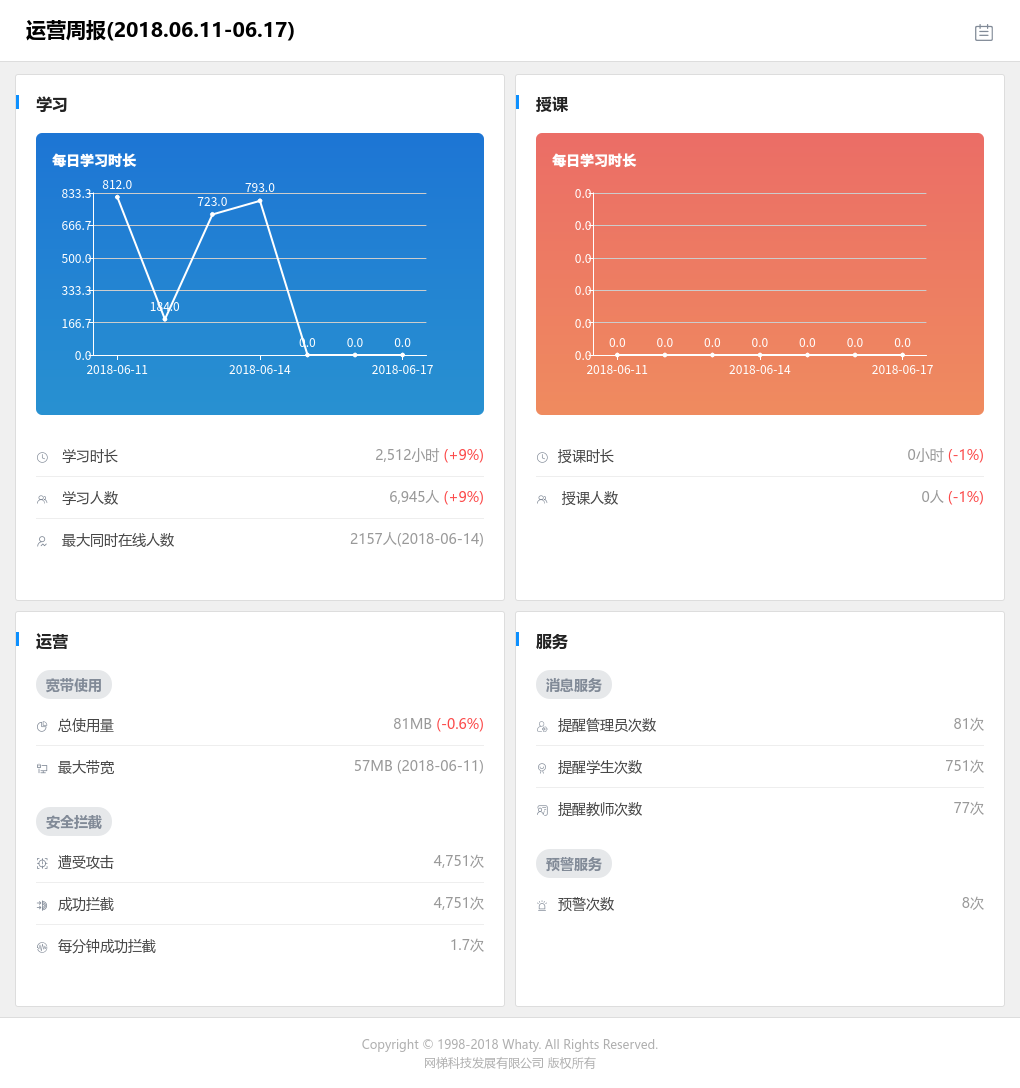 运营周报(2018.06.11-06.17)
学习
每日学习时长
812.0
793.0
723.0
184.0
0.0 0.0 0.0
833.3
666.7
500.0
333.3
166.7
0.0
2018-06-11 2018-06-14 2018-06-17
学习时长 2,512小时 (+9%)
学习人数 6,945人 (+9%)
最大同时在线人数 2157人(2018-06-14)
授课
每日学习时长
0.0
0.0
0.0
0.0
0.0
0.0
0.0 0.0 0.0 0.0 0.0 0.0 0.0
2018-06-11 2018-06-14 2018-06-17
授课时长 0小时 (-1%)
授课人数 0人 (-1%)
运营
宽带使用
总使用量 81MB (-0.6%)
最大带宽 57MB (2018-06-11)
安全拦截
遭受攻击 4,751次
成功拦截 4,751次
每分钟成功拦截 1.7次
服务
消息服务
提醒管理员次数 81次
提醒学生次数 751次
提醒教师次数 77次
预警服务
预警次数 8次
Copyright © 1998-2018 Whaty. All Rights Reserved.
网梯科技发展有限公司 版权所有